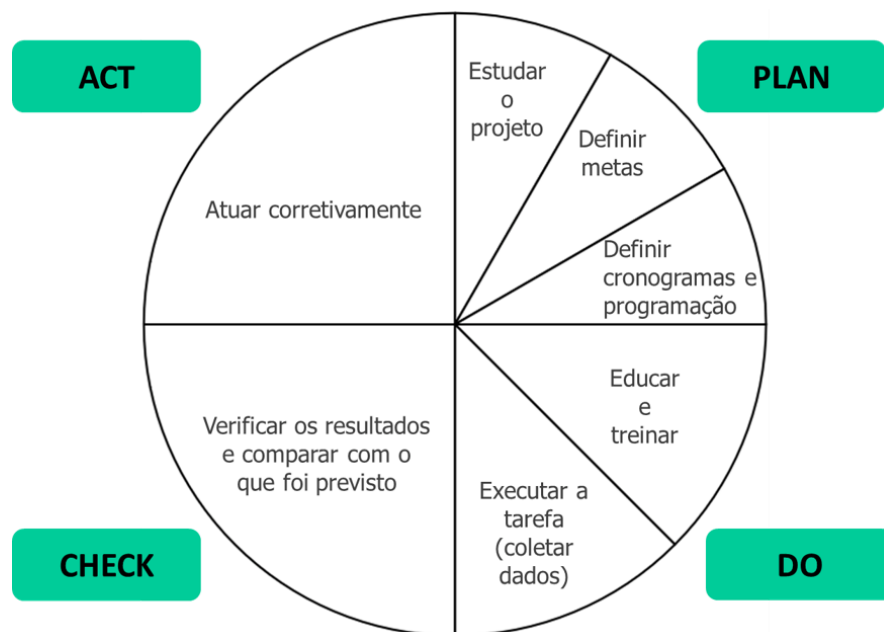 ACT
PLAN
Estudar
o
projeto
Definir
metas
Definir
cronogramas e
programação
Atuar corretivamente
Educar
e
treinar
Executar a
tarefa
(coletar
dados)
Verificar os resultados
e comparar com o
que foi previsto
CHECK
DO